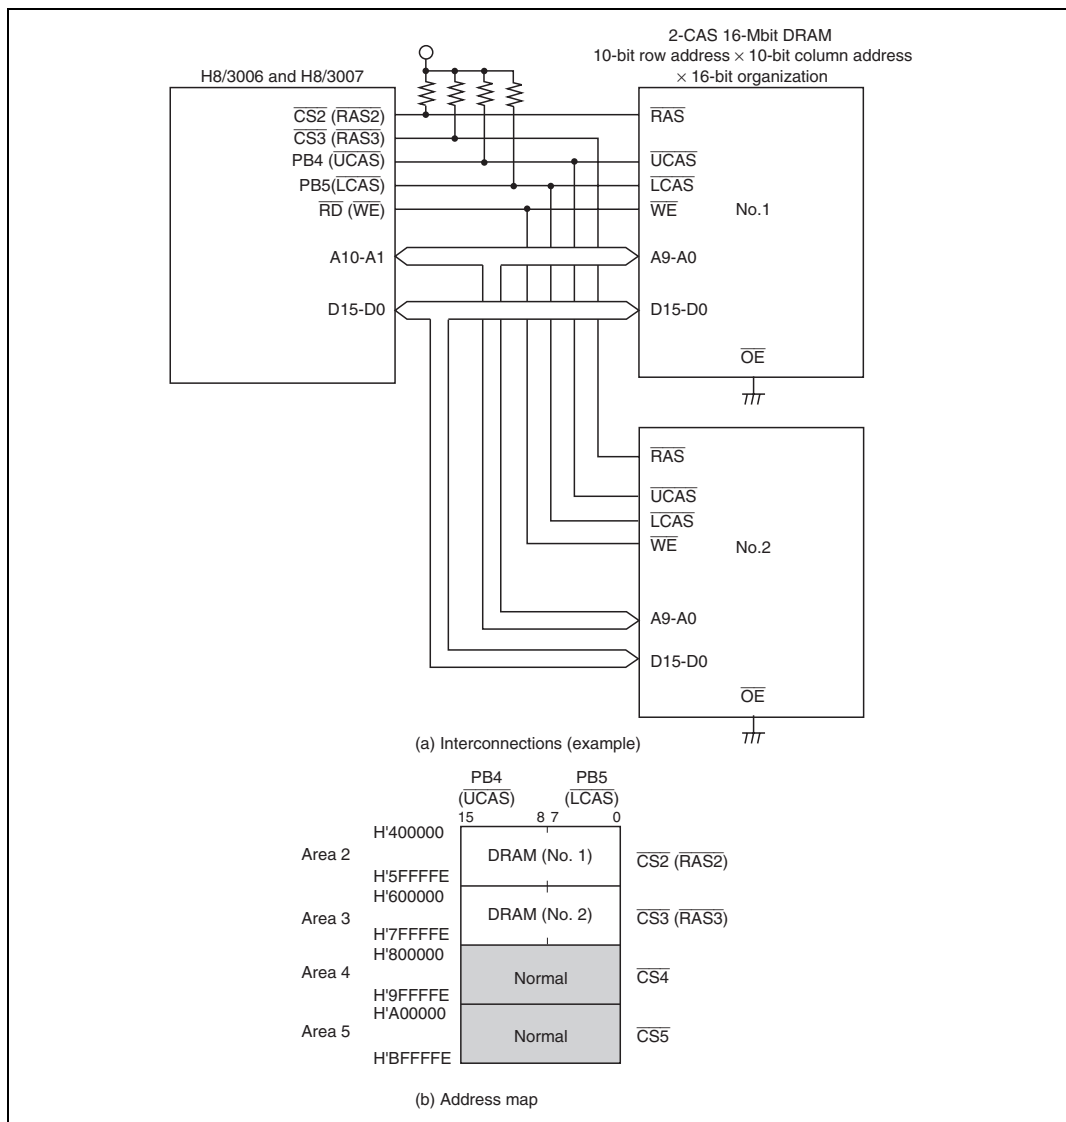 2-CAS 16-Mbit DRAM
10-bit row address × 10-bit column address
× 16-bit organization
H8/3006 and H8/3007
CS2 (RAS2)
CS3 (RAS3)
PB4 (UCAS)
PB5(LCAS)
RD (WE)
A10-A1
D15-D0
RAS
UCAS
LCAS
WE
No.1
A9-A0
D15-D0
OE
RAS
UCAS
LCAS
WE
No.2
A9-A0
D15-D0
OE
(a) Interconnections (example)
PB4 PB5
(UCAS) (LCAS)
15 8 7 0
H'400000
Area 2 DRAM (No. 1) CS2 (RAS2)
H'5FFFFE
H'600000
Area 3 DRAM (No. 2) CS3 (RAS3)
H'7FFFFE
H'800000
Area 4 Normal CS4
H'9FFFFE
H'A00000
Area 5 Normal CS5
H'BFFFFE
(b) Address map